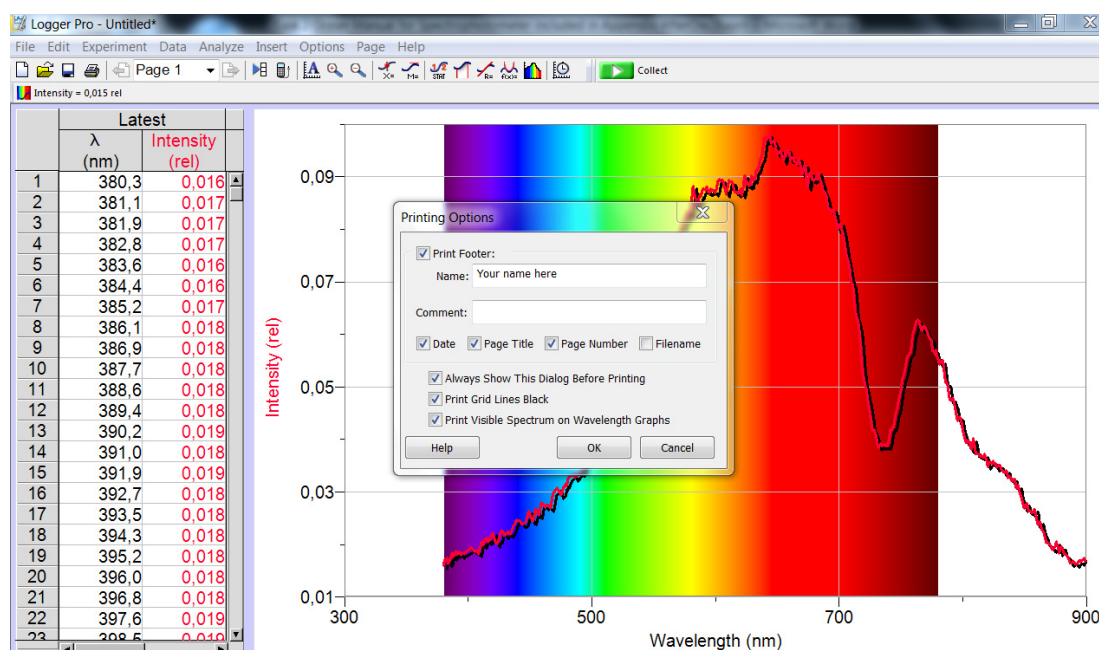 Logger Pro - Untitled*
File Edit Experiment Data Analyze Insert Options Page Help
Page 1 Collect
Intensity = 0,015 rel
Latest
λ Intensity
(nm) (rel)
1 380,3 0,016
2 381,1 0,017
3 381,9 0,017
4 382,8 0,017
5 383,6 0,016
6 384,4 0,016
7 385,2 0,017
8 386,1 0,018
9 386,9 0,018
10 387,7 0,018
11 388,6 0,018
12 389,4 0,018
13 390,2 0,019
14 391,0 0,018
15 391,9 0,019
16 392,7 0,018
17 393,5 0,018
18 394,3 0,018
19 395,2 0,018
20 396,0 0,018
21 396,8 0,018
22 397,6 0,019
23 398,5 0,019
Intensity (rel)
0,09
0,07
0,05
0,03
0,01
300 500 700 900
Wavelength (nm)
Printing Options
Print Footer:
Name: Your name here
Comment:
Date Page Title Page Number Filename
Always Show This Dialog Before Printing
Print Grid Lines Black
Print Visible Spectrum on Wavelength Graphs
Help OK Cancel